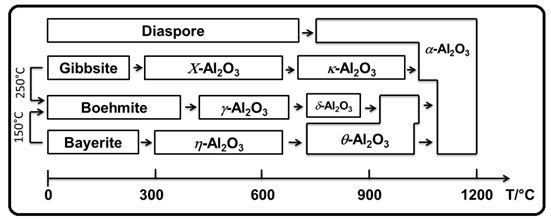 Diaspore
α-Al2O3
Gibbsite
X-Al2O3
κ-Al2O3
250°C
Boehmite
γ-Al2O3
δ-Al2O3
150°C
Bayerite
η-Al2O3
θ-Al2O3
0 300 600 900 1200 T/°C